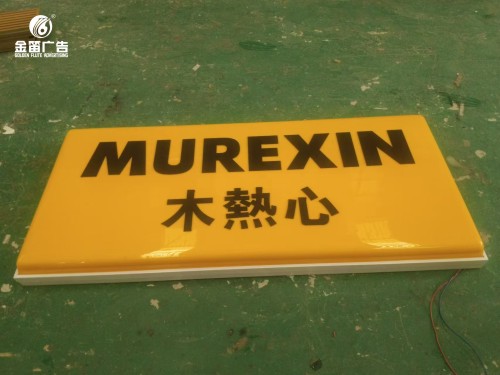 金笛广告
GOLDEN FLUTE ADVERTISING
MUREXIN
木熱心